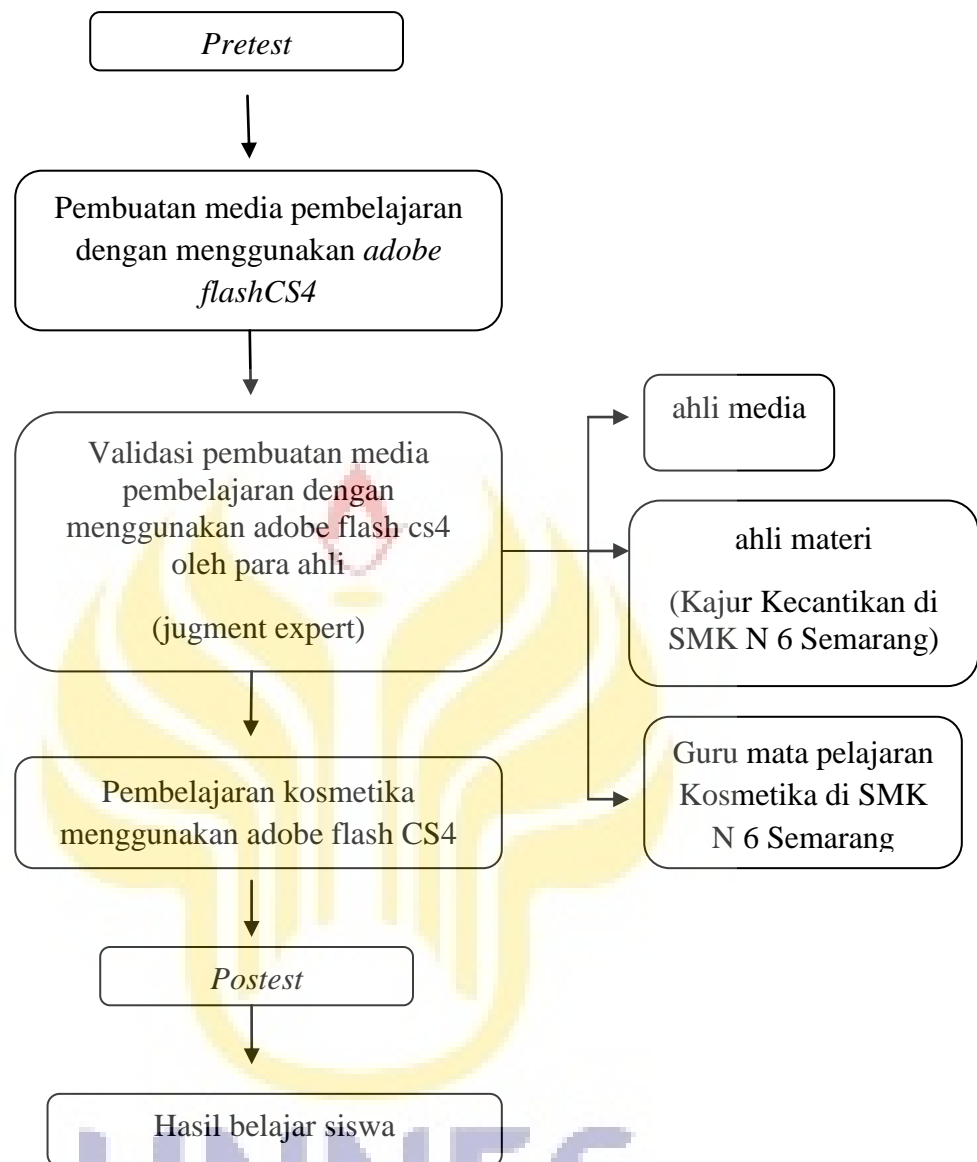 Pretest
Pembuatan media pembelajaran
dengan menggunakan adobe
flashCS4
Validasi pembuatan media
pembelajaran dengan
menggunakan adobe flash cs4
oleh para ahli
(jugment expert)
ahli media
ahli materi
(Kajur Kecantikan di
SMK N 6 Semarang)
Guru mata pelajaran
Kosmetika di SMK
N 6 Semarang
Pembelajaran kosmetika
menggunakan adobe flash CS4
Postest
Hasil belajar siswa
UNNES